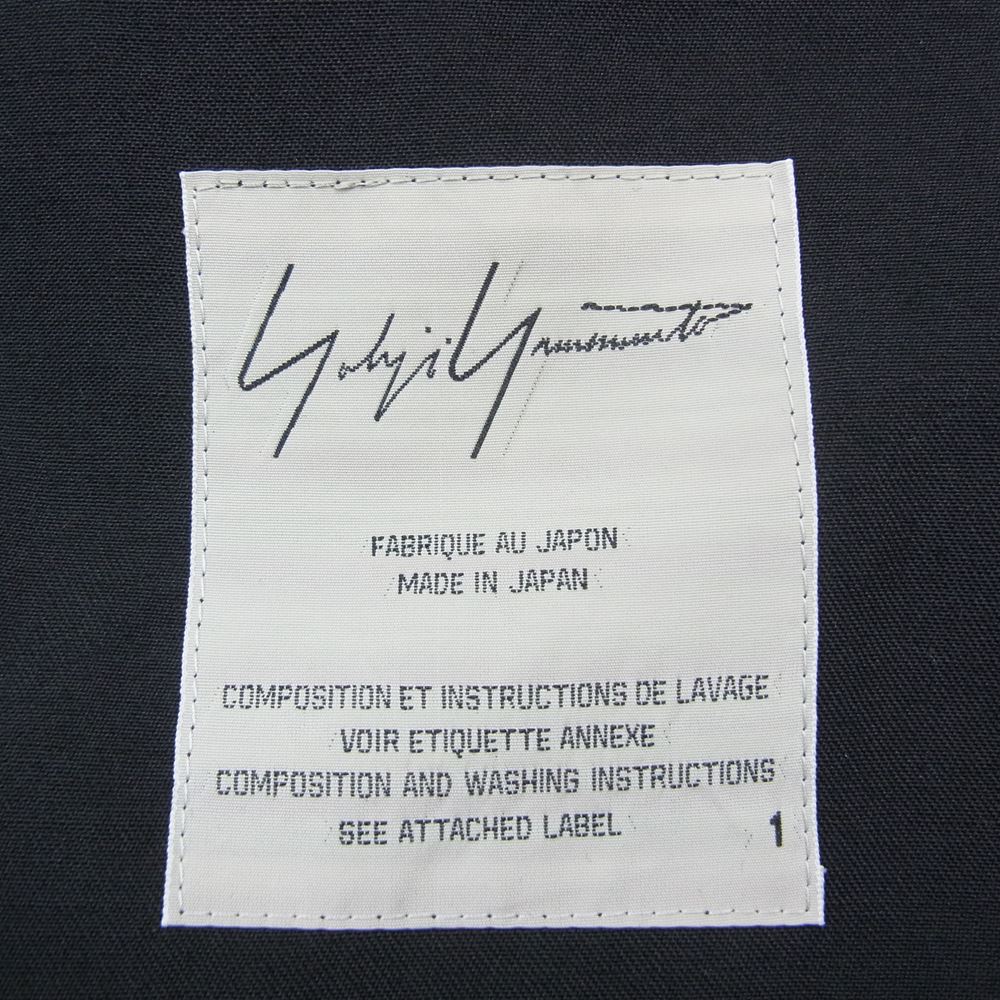 Yohji Yamamoto
FABRIQUE AU JAPON
MADE IN JAPAN
COMPOSITION ET INSTRUCTIONS DE LAVAGE
VOIR ETIQUETTE ANNEXE
COMPOSITION AND WASHING INSTRUCTIONS
SEE ATTACHED LABEL
1